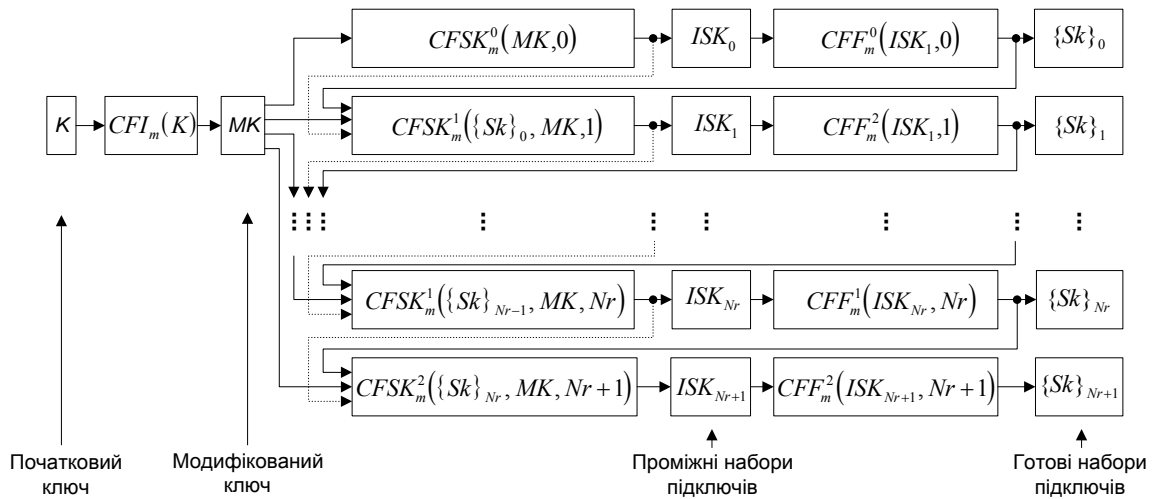 CFSK_m^0(MK,0) ISK_0 CFF_m^0(ISK_1,0) {Sk}_0
K CFI_m(K) MK CFSK_m^1({Sk}_0, MK,1) ISK_1 CFF_m^2(ISK_1,1) {Sk}_1
CFSK_m^1({Sk}_{Nr-1}, MK, Nr) ISK_{Nr} CFF_m^1(ISK_{Nr}, Nr) {Sk}_{Nr}
CFSK_m^2({Sk}_{Nr}, MK, Nr+1) ISK_{Nr+1} CFF_m^2(ISK_{Nr+1}, Nr+1) {Sk}_{Nr+1}
Початковий ключ
Модифікований ключ
Проміжні набори підключів
Готові набори підключів